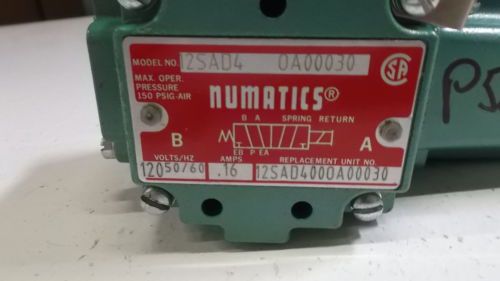 MODEL NO. 12SAD4 0A00030
MAX. OPER.
PRESSURE
150 PSIG-AIR
SA
NUMATICS®
B A SPRING RETURN
B A
EB P EA
VOLTS/HZ AMPS REPLACEMENT UNIT NO.
120 50/60 .16 12SAD4000A00030